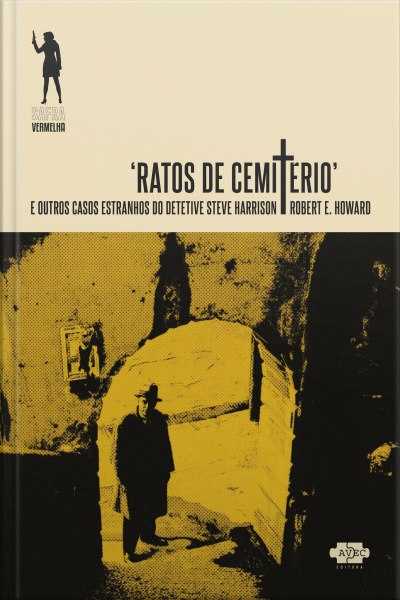 SAFRA
VERMELHA
'RATOS DE CEMITÉRIO'
E OUTROS CASOS ESTRANHOS DO DETETIVE STEVE HARRISON ROBERT E. HOWARD
AVEC
EDITORA